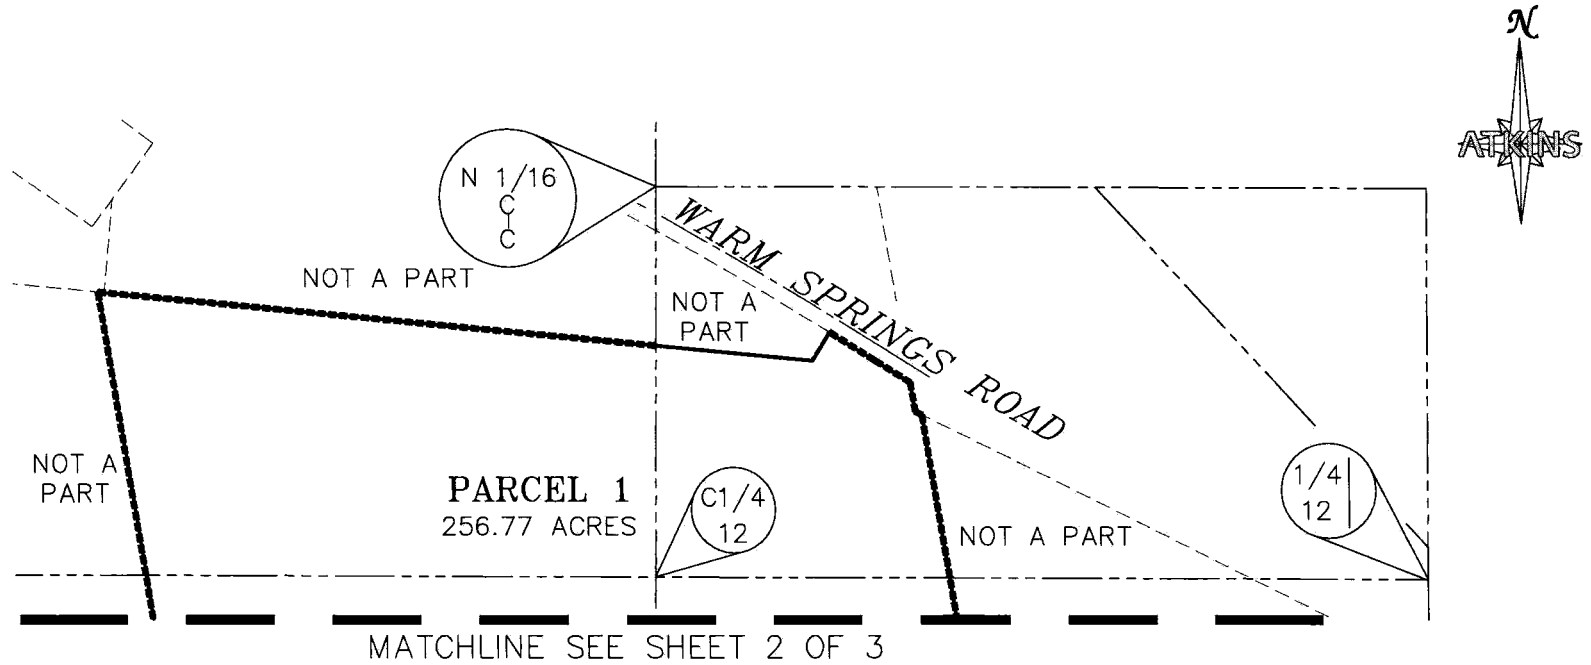 N
ATKINS
N 1/16
C
C
WARM SPRINGS ROAD
NOT A PART
NOT A
PART
NOT A
PART
PARCEL 1
256.77 ACRES
C1/4
12
1/4
12
NOT A PART
MATCHLINE SEE SHEET 2 OF 3